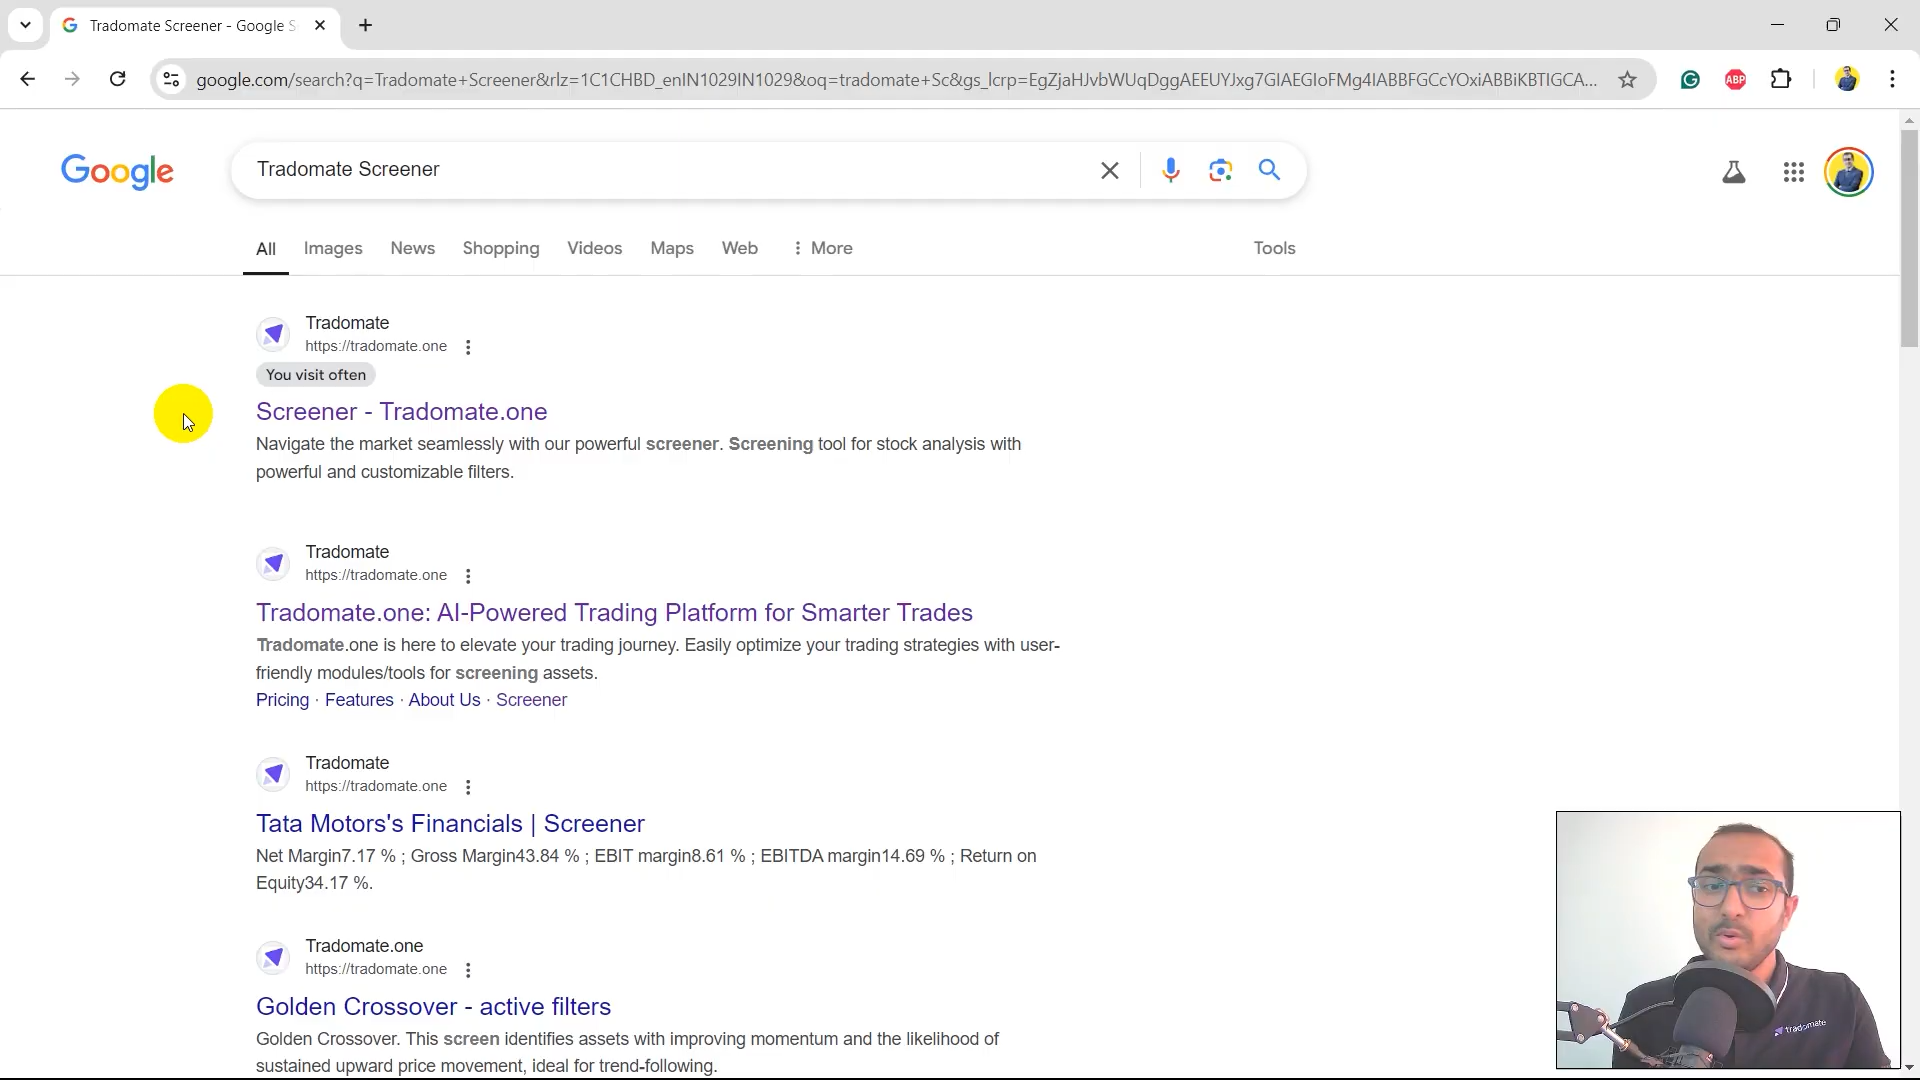 Tradomate Screener - Google S
google.com/search?q=Tradomate+Screener&rlz=1C1CHBD_enIN1029IN1029&oq=tradomate+Sc&gs_lcrp=EgZjaHJvbWUqDggAEEUYJxg7GIAEGIoFMg4IABBFGCcYOxiABBiKBTIGCA...
ABP
Google
Tradomate Screener
All Images News Shopping Videos Maps Web More Tools
Tradomate
https://tradomate.one
You visit often
Screener - Tradomate.one
Navigate the market seamlessly with our powerful screener. Screening tool for stock analysis with
powerful and customizable filters.
Tradomate
https://tradomate.one
Tradomate.one: AI-Powered Trading Platform for Smarter Trades
Tradomate.one is here to elevate your trading journey. Easily optimize your trading strategies with user-
friendly modules/tools for screening assets.
Pricing · Features · About Us · Screener
Tradomate
https://tradomate.one
Tata Motors's Financials | Screener
Net Margin7.17 % ; Gross Margin43.84 % ; EBIT margin8.61 % ; EBITDA margin14.69 % ; Return on
Equity34.17 %.
Tradomate.one
https://tradomate.one
Golden Crossover - active filters
Golden Crossover. This screen identifies assets with improving momentum and the likelihood of
sustained upward price movement, ideal for trend-following.
tradomate